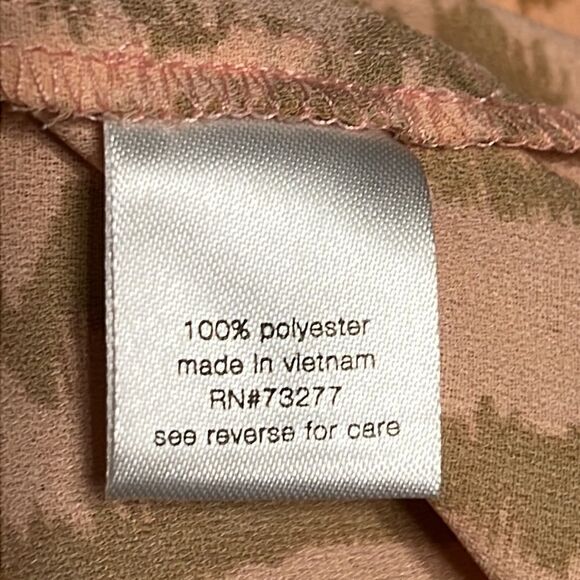 100% polyester
made in vietnam
RN#73277
see reverse for care